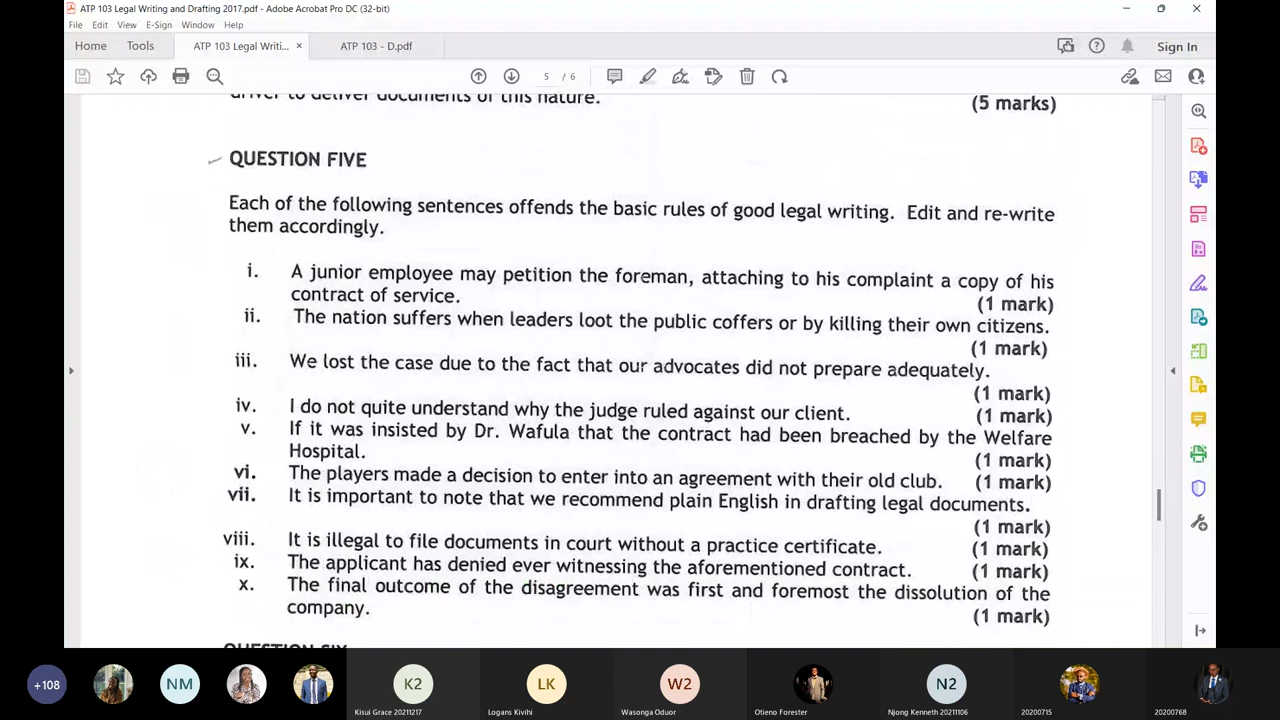 ATP 103 Legal Writing and Drafting 2017.pdf - Adobe Acrobat Pro DC (32-bit)
File Edit View E-Sign Window Help
Home Tools ATP 103 Legal Writi... × ATP 103 - D.pdf Sign In
5 / 6
driver to deliver documents of this nature. (5 marks)
QUESTION FIVE
Each of the following sentences offends the basic rules of good legal writing. Edit and re-write
them accordingly.
i. A junior employee may petition the foreman, attaching to his complaint a copy of his
contract of service. (1 mark)
ii. The nation suffers when leaders loot the public coffers or by killing their own citizens.
(1 mark)
iii. We lost the case due to the fact that our advocates did not prepare adequately.
(1 mark)
iv. I do not quite understand why the judge ruled against our client. (1 mark)
v. If it was insisted by Dr. Wafula that the contract had been breached by the Welfare
Hospital. (1 mark)
vi. The players made a decision to enter into an agreement with their old club. (1 mark)
vii. It is important to note that we recommend plain English in drafting legal documents.
(1 mark)
viii. It is illegal to file documents in court without a practice certificate. (1 mark)
ix. The applicant has denied ever witnessing the aforementioned contract. (1 mark)
x. The final outcome of the disagreement was first and foremost the dissolution of the
company. (1 mark)
QUESTION SIX
+108 NM K2 LK W2 N2
Kisui Grace 20211217 Logans Kivihi Wasonga Oduor Otieno Forester Njong Kenneth 20211106 20200715 20200768